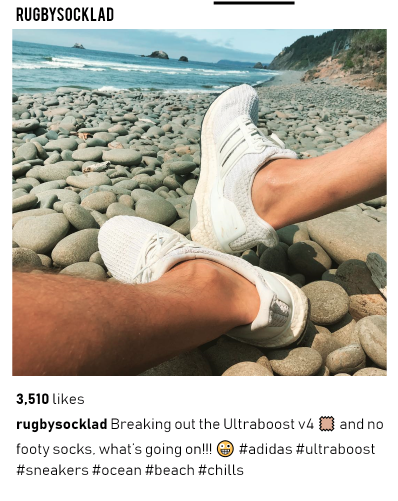 RUGBYSOCKLAD
3,510 likes
rugbysocklad Breaking out the Ultraboost v4 and no
footy socks, what's going on!!! 😀 #adidas #ultraboost
#sneakers #ocean #beach #chills